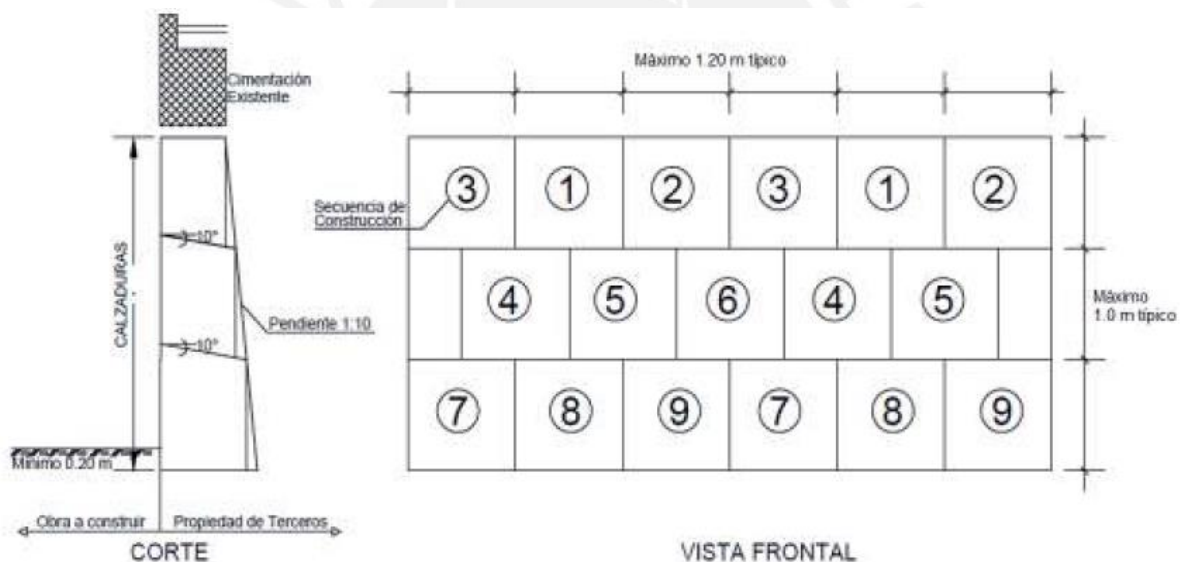 Cimentación
Existente
Máximo 1.20 m típico
CALZADURAS
10°
10°
Pendiente 1:10
Mínimo 0.20 m
Obra a construir
Propiedad de Terceros
CORTE
Secuencia de
Construcción
3 1 2 3 1 2
4 5 6 4 5
7 8 9 7 8 9
Máximo
1.0 m típico
VISTA FRONTAL